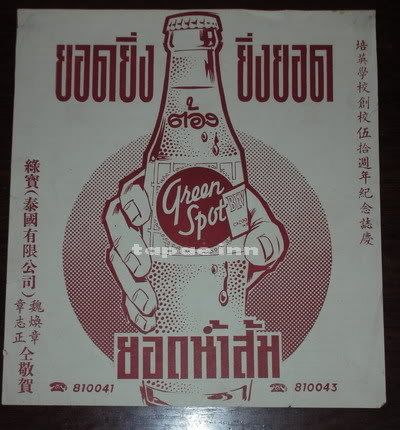 ยอดยิ่ง ยิ่งยอด
ต้อง
Green
Spot
tapae inn
ยอดน้ำส้ม
☎ 810041
☎ 810043
培英學校創校伍拾週年紀念誌慶
綠寶（泰國有限公司）
魏煥章
章志正
仝敬賀